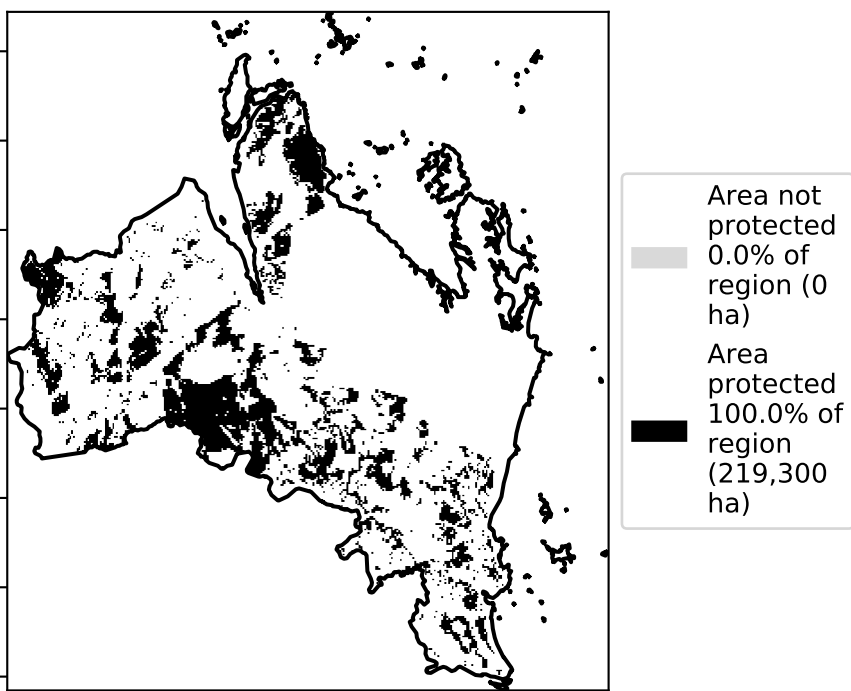 Area not
protected
0.0% of
region (0
ha)
Area
protected
100.0% of
region
(219,300
ha)